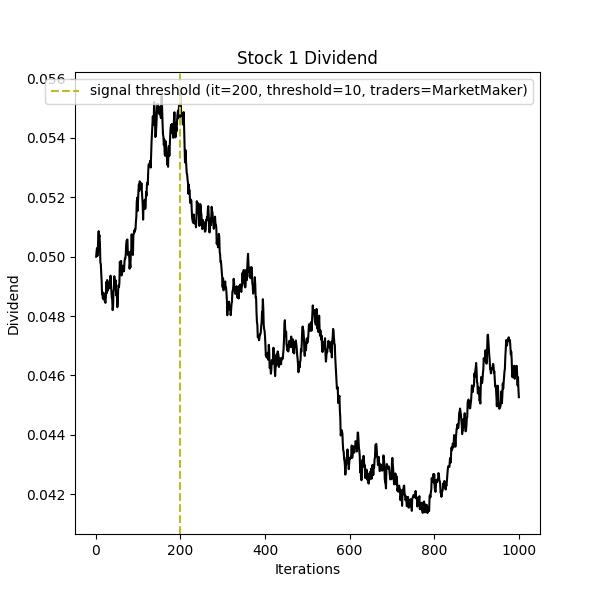 Stock 1 Dividend
signal threshold (it=200, threshold=10, traders=MarketMaker)
0.056
0.054
0.052
0.050
0.048
0.046
0.044
0.042
Dividend
0 200 400 600 800 1000
Iterations